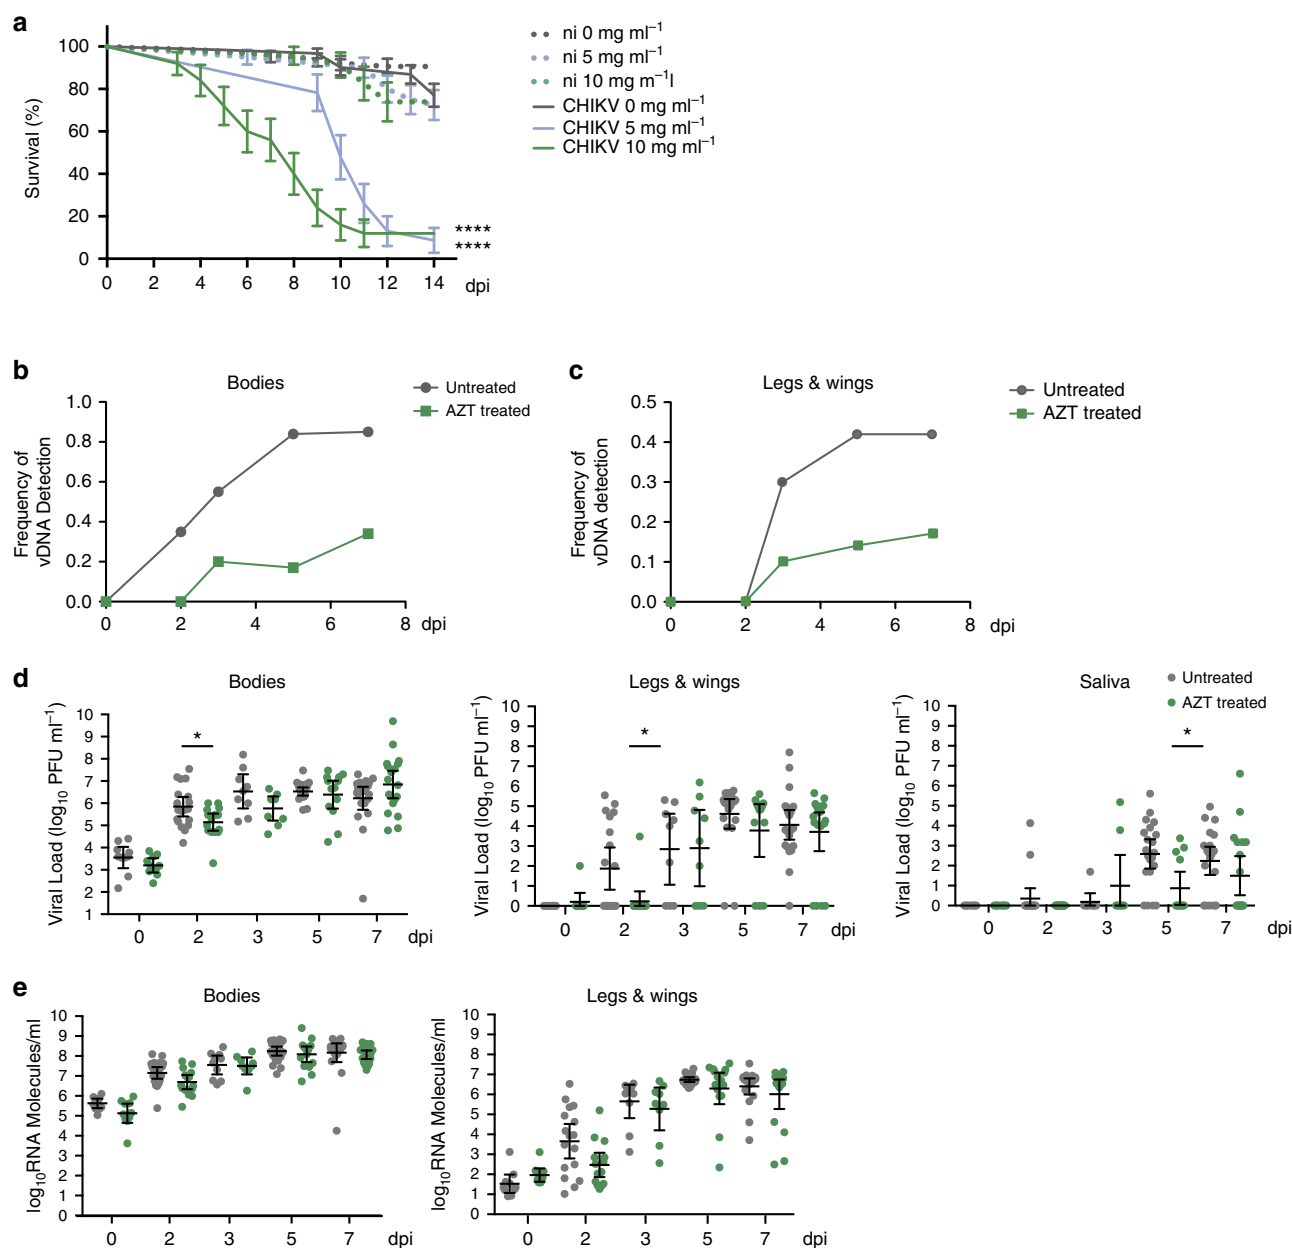 a
Survival (%)
100
80
60
40
20
0
0 2 4 6 8 10 12 14 dpi
****
****
ni 0 mg ml⁻¹
ni 5 mg ml⁻¹
ni 10 mg m⁻¹l
CHIKV 0 mg ml⁻¹
CHIKV 5 mg ml⁻¹
CHIKV 10 mg ml⁻¹
b
Bodies
Untreated
AZT treated
Frequency of
vDNA Detection
1.0
0.8
0.6
0.4
0.2
0.0
0 2 4 6 8 dpi
c
Legs & wings
Untreated
AZT treated
Frequency of
vDNA detection
0.5
0.4
0.3
0.2
0.1
0.0
0 2 4 6 8 dpi
d
Bodies
Viral Load (log₁₀ PFU ml⁻¹)
10
9
8
7
6
5
4
3
2
1
*
0 2 3 5 7 dpi
Legs & wings
Viral Load (log₁₀ PFU ml⁻¹)
10
9
8
7
6
5
4
3
2
1
0
*
0 2 3 5 7 dpi
Saliva
Untreated
AZT treated
Viral Load (log₁₀ PFU ml⁻¹)
10
9
8
7
6
5
4
3
2
1
0
*
0 2 3 5 7 dpi
e
Bodies
log₁₀RNA Molecules/ml
10
9
8
7
6
5
4
3
2
1
0
0 2 3 5 7 dpi
Legs & wings
log₁₀RNA Molecules/ml
10
9
8
7
6
5
4
3
2
1
0
0 2 3 5 7 dpi